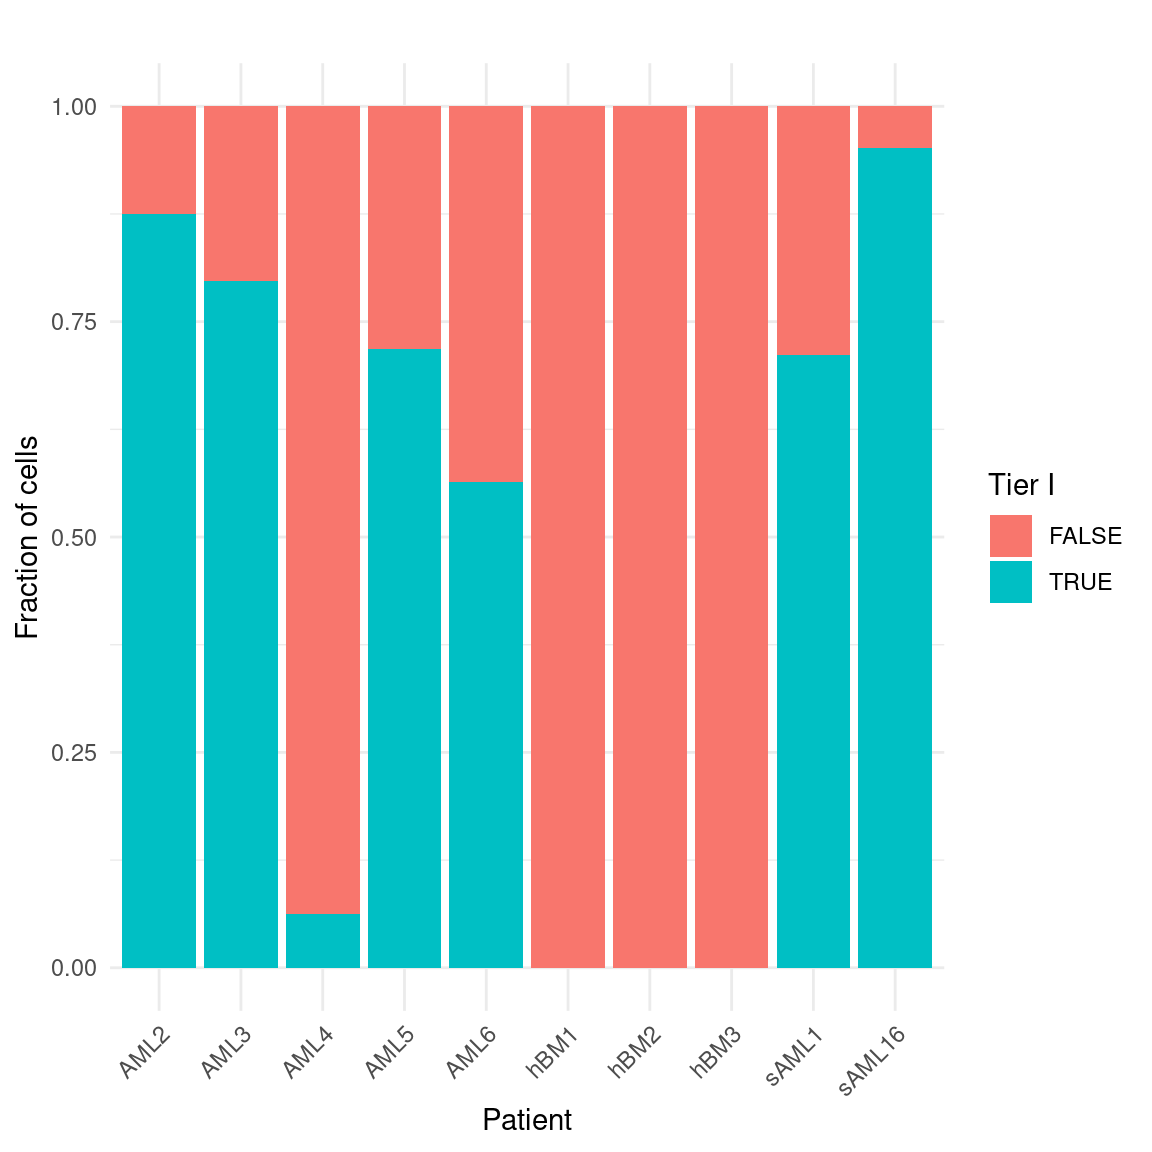 1.00
0.75
0.50
0.25
0.00
Fraction of cells
AML2
AML3
AML4
AML5
AML6
hBM1
hBM2
hBM3
sAML1
sAML16
Patient
Tier I
FALSE
TRUE